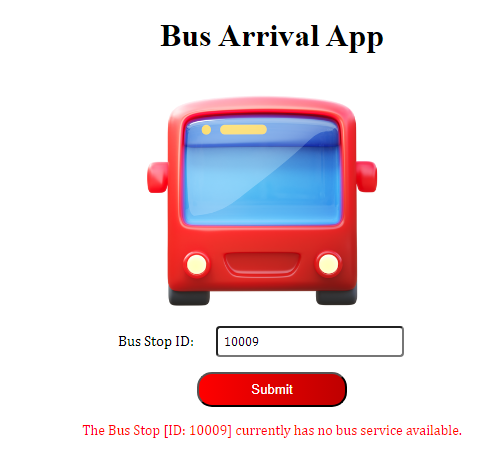 Bus Arrival App
Bus Stop ID: 10009
Submit
The Bus Stop [ID: 10009] currently has no bus service available.